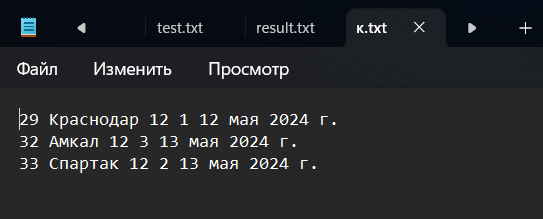 test.txt result.txt к.txt
Файл Изменить Просмотр
29 Краснодар 12 1 12 мая 2024 г.
32 Амкал 12 3 13 мая 2024 г.
33 Спартак 12 2 13 мая 2024 г.